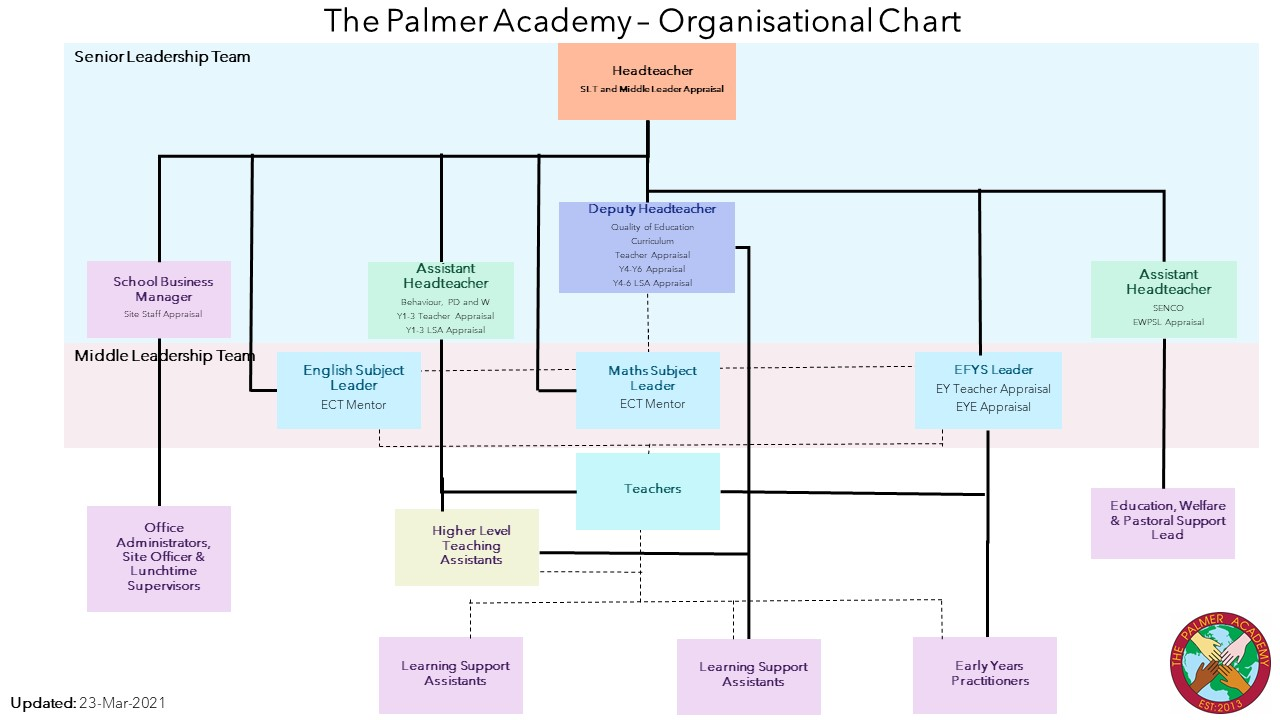 The Palmer Academy – Organisational Chart
Senior Leadership Team
Headteacher
SLT and Middle Leader Appraisal
Deputy Headteacher
Quality of Education
Curriculum
Teacher Appraisal
Y4-Y6 Appraisal
Y4-6 LSA Appraisal
School Business
Manager
Site Staff Appraisal
Assistant
Headteacher
Behaviour, PD and W
Y1-3 Teacher Appraisal
Y1-3 LSA Appraisal
Assistant
Headteacher
SENCO
EWPSL Appraisal
Middle Leadership Team
English Subject
Leader
ECT Mentor
Maths Subject
Leader
ECT Mentor
EFYS Leader
EY Teacher Appraisal
EYE Appraisal
Teachers
Higher Level
Teaching
Assistants
Education, Welfare
& Pastoral Support
Lead
Office
Administrators,
Site Officer &
Lunchtime
Supervisors
Learning Support
Assistants
Learning Support
Assistants
Early Years
Practitioners
THE PALMER ACADEMY
EST:2013
Updated: 23-Mar-2021